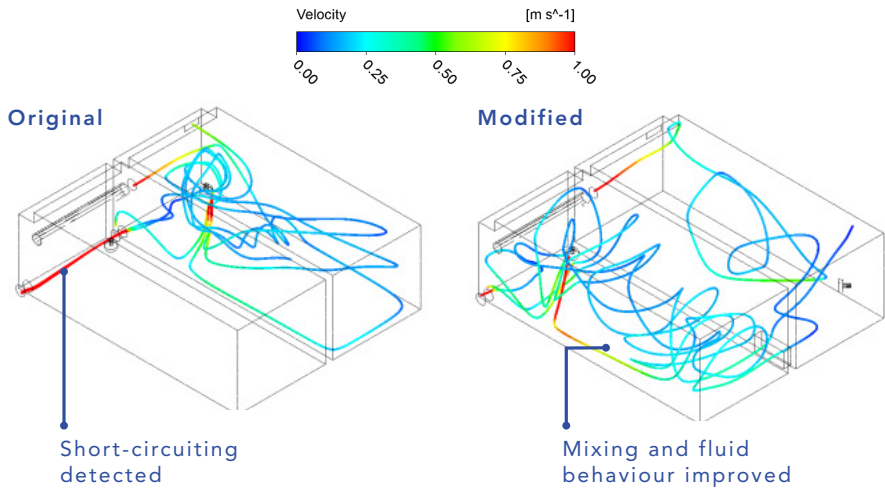 Velocity [m s^-1]
0.00 0.25 0.50 0.75 1.00
Original
Modified
Short-circuiting
detected
Mixing and fluid
behaviour improved